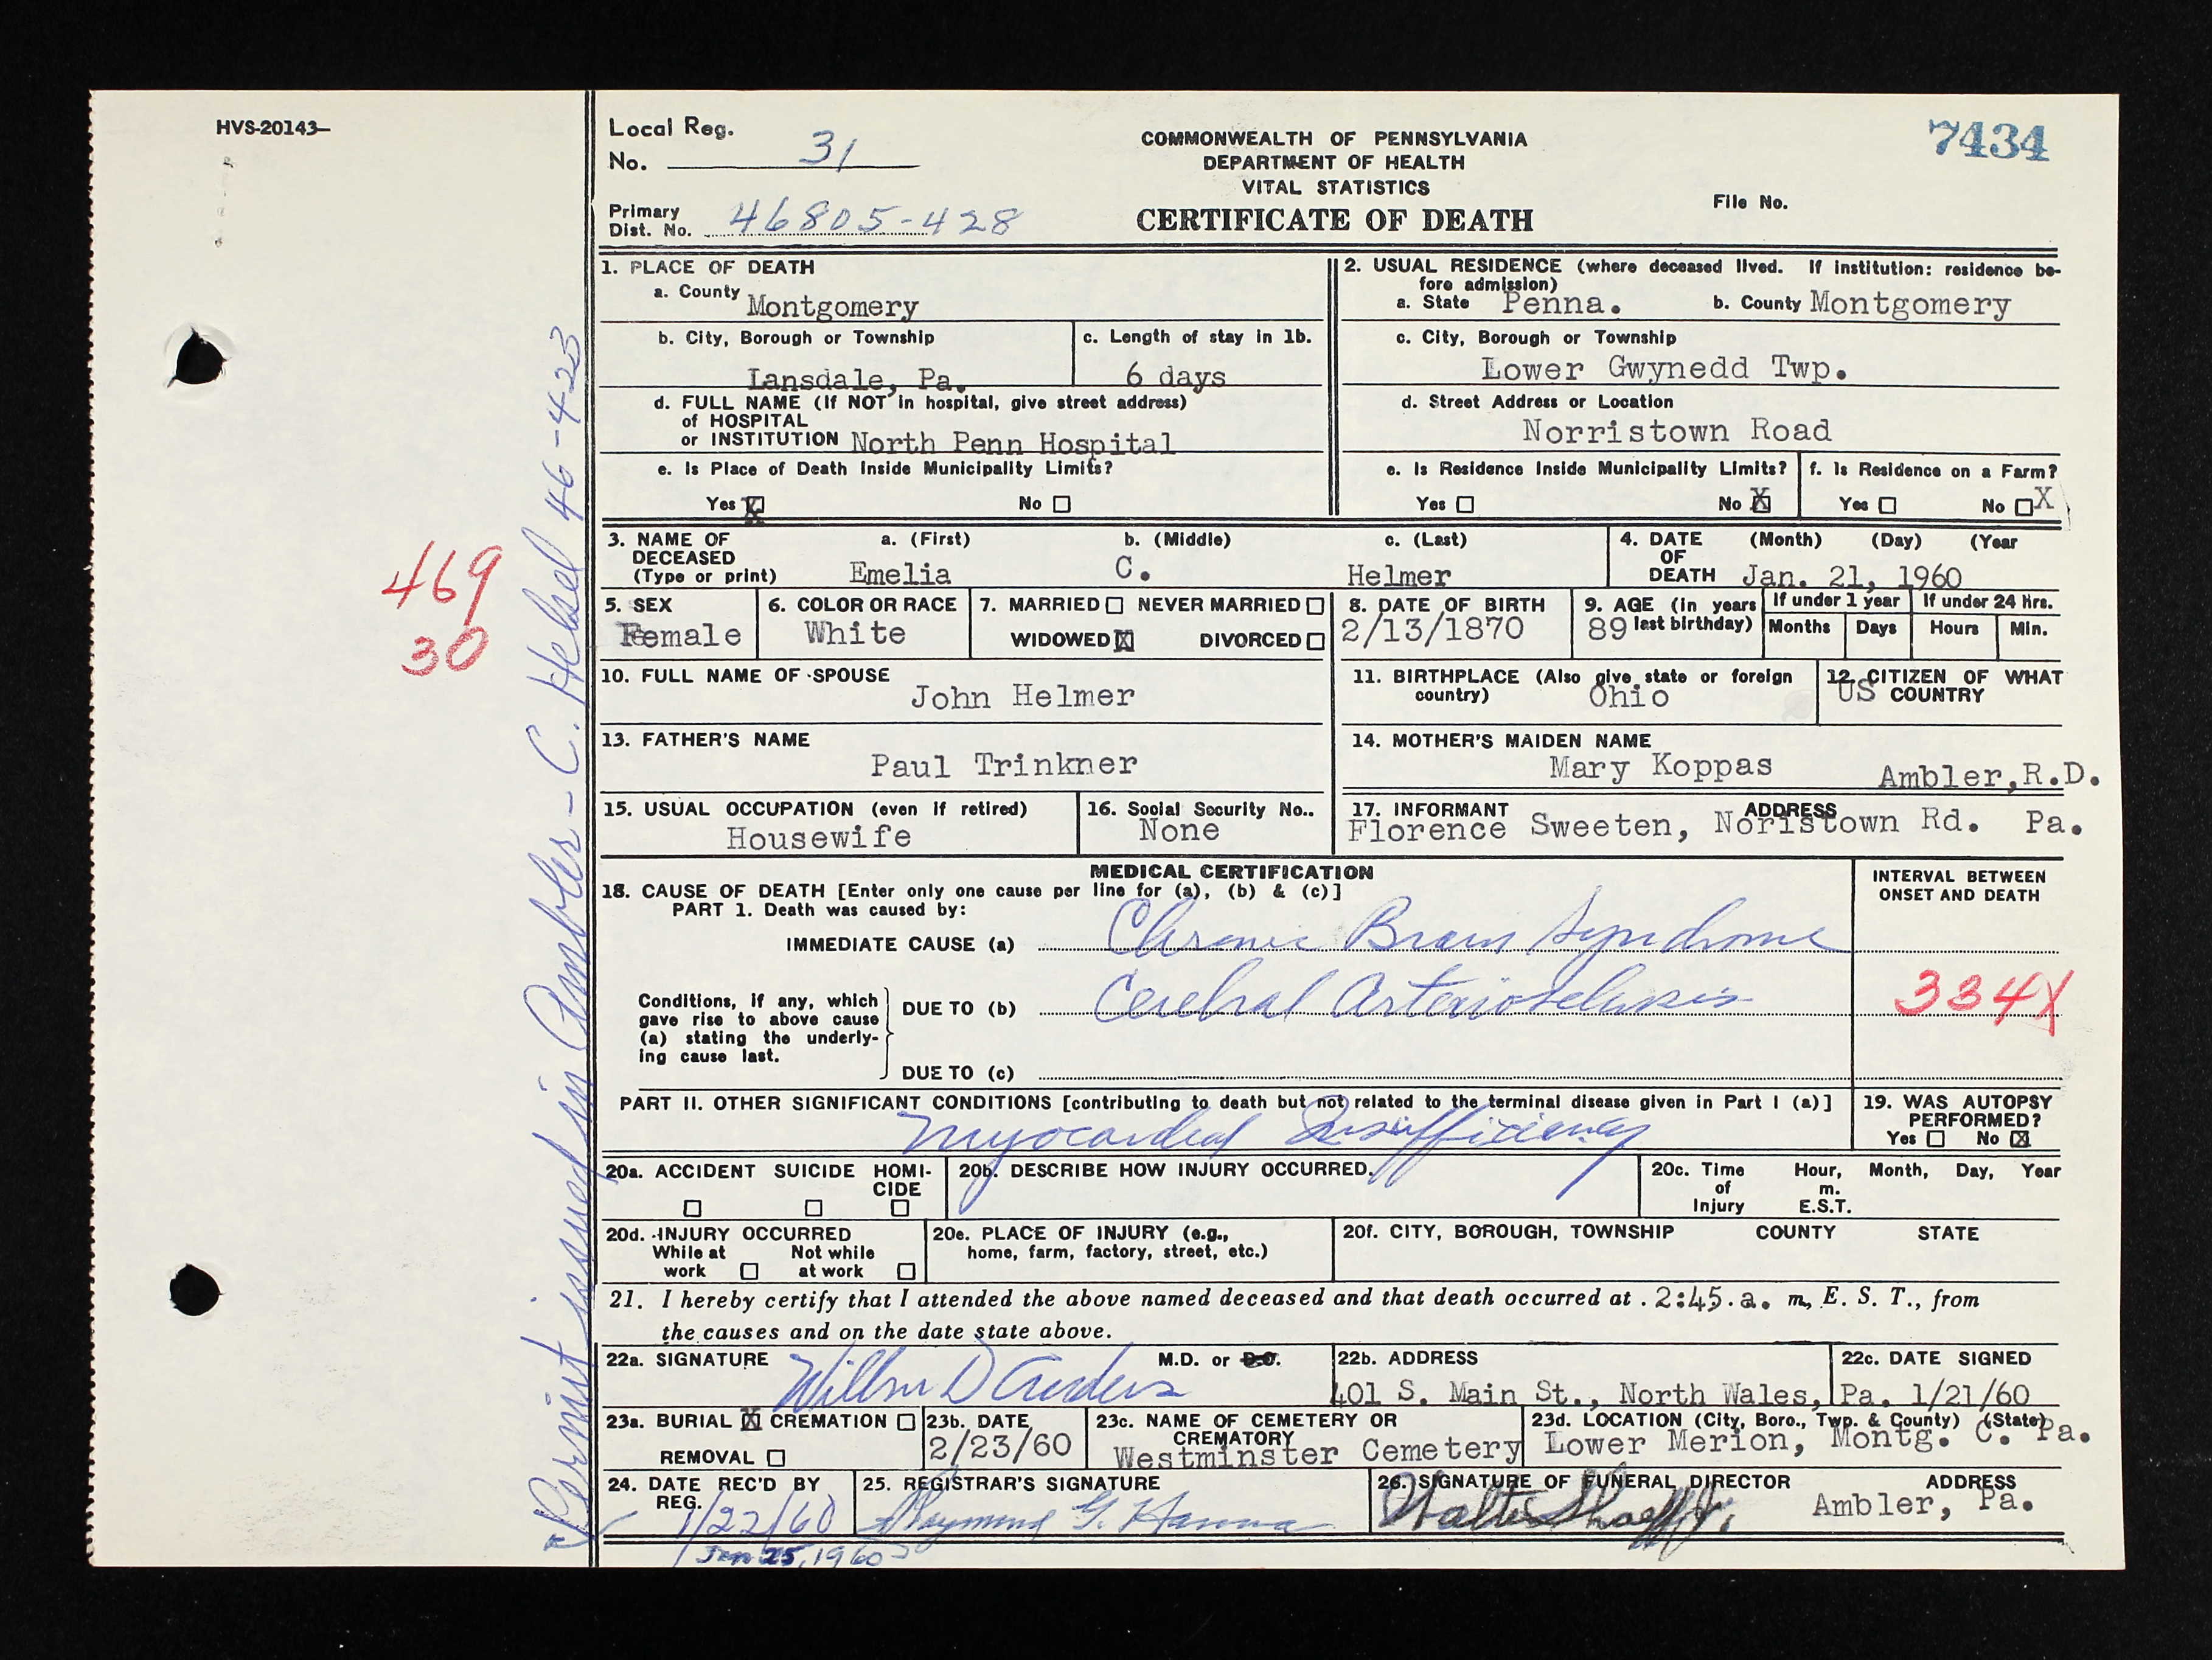 HVS-20143—
Local Reg.
No. 31
Primary
Dist. No. 46805-428
COMMONWEALTH OF PENNSYLVANIA
DEPARTMENT OF HEALTH
VITAL STATISTICS
CERTIFICATE OF DEATH
7434
File No.
1. PLACE OF DEATH
a. County Montgomery
b. City, Borough or Township
Lansdale, Pa.
c. Length of stay in 1b.
6 days
d. FULL NAME (If NOT in hospital, give street address)
of HOSPITAL
or INSTITUTION North Penn Hospital
e. Is Place of Death Inside Municipality Limits?
Yes X No
2. USUAL RESIDENCE (where deceased lived. If institution: residence be-
fore admission)
a. State Penna. b. County Montgomery
c. City, Borough or Township
Lower Gwynedd Twp.
d. Street Address or Location
Norristown Road
e. Is Residence Inside Municipality Limits?
Yes No X
f. Is Residence on a Farm?
Yes No X
3. NAME OF
DECEASED
(Type or print)
a. (First) b. (Middle) c. (Last)
Emelia C. Helmer
4. DATE (Month) (Day) (Year
OF
DEATH Jan. 21, 1960
5. SEX
Female
6. COLOR OR RACE
White
7. MARRIED NEVER MARRIED
WIDOWED X DIVORCED
8. DATE OF BIRTH
2/13/1870
9. AGE (In years
89 last birthday)
If under 1 year
Months Days
If under 24 hrs.
Hours Min.
10. FULL NAME OF SPOUSE
John Helmer
11. BIRTHPLACE (Also give state or foreign
country) Ohio
12. CITIZEN OF WHAT
US COUNTRY
13. FATHER'S NAME
Paul Trinkner
14. MOTHER'S MAIDEN NAME
Mary Koppas
15. USUAL OCCUPATION (even if retired)
Housewife
16. Social Security No..
None
Ambler,R.D.
17. INFORMANT ADDRESS
Florence Sweeten, Noristown Rd. Pa.
MEDICAL CERTIFICATION
18. CAUSE OF DEATH [Enter only one cause per line for (a), (b) & (c)]
PART 1. Death was caused by:
IMMEDIATE CAUSE (a) Chronic Brain Syndrome
Conditions, if any, which
gave rise to above cause
(a) stating the underly-
ing cause last.
DUE TO (b) Cerebral Arteriosclerosis
DUE TO (c)
INTERVAL BETWEEN
ONSET AND DEATH
334X
PART II. OTHER SIGNIFICANT CONDITIONS [contributing to death but not related to the terminal disease given in Part I (a)]
Myocardial Insufficiency
19. WAS AUTOPSY
PERFORMED?
Yes No X
20a. ACCIDENT SUICIDE HOMI-
CIDE
20b. DESCRIBE HOW INJURY OCCURRED.
20c. Time Hour, Month, Day, Year
of m.
Injury E.S.T.
20d. INJURY OCCURRED
While at Not while
work at work
20e. PLACE OF INJURY (e.g.,
home, farm, factory, street, etc.)
20f. CITY, BOROUGH, TOWNSHIP COUNTY STATE
21. I hereby certify that I attended the above named deceased and that death occurred at . 2:45. a. m, E. S. T., from
the causes and on the date state above.
22a. SIGNATURE Wilbur D M.D. or D.O.
22b. ADDRESS
401 S. Main St., North Wales, Pa.
22c. DATE SIGNED
1/21/60
23a. BURIAL X CREMATION
REMOVAL
23b. DATE
2/23/60
23c. NAME OF CEMETERY OR
CREMATORY
Westminster Cemetery
23d. LOCATION (City, Boro., Twp. & County) (State)
Lower Merion, Montg. C. Pa.
24. DATE REC'D BY
REG.
1/22/60
Jan 25, 1960
25. REGISTRAR'S SIGNATURE
Raymond G. Hanna
26. SIGNATURE OF FUNERAL DIRECTOR ADDRESS
Walter Jr. Ambler, Pa.
469
30
Permit issued in Ambler - C. Helsel 46-423